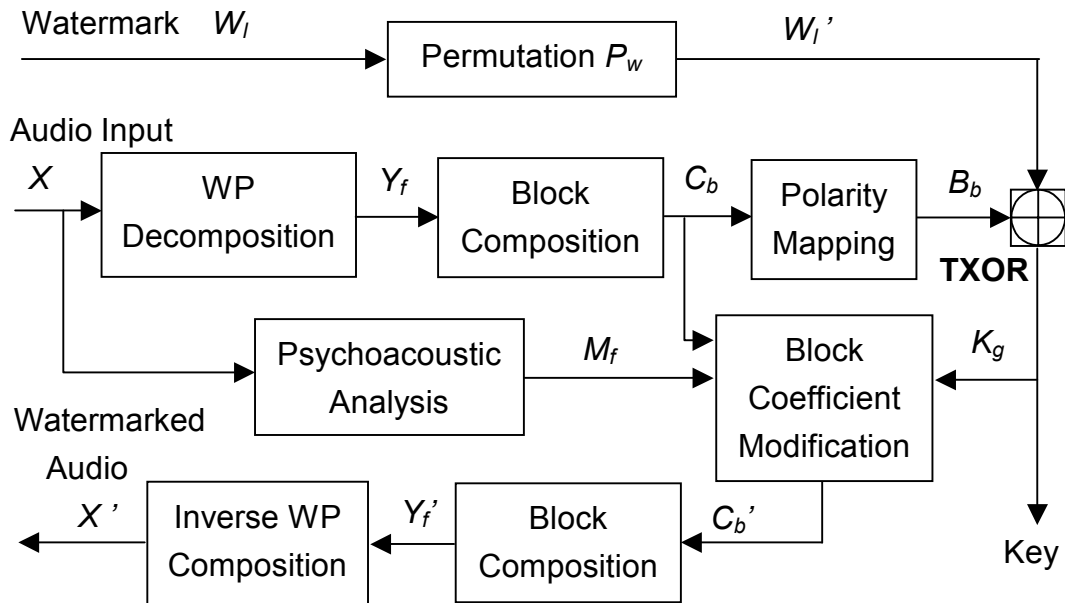 Watermark W_l
Permutation P_w
W_l’
Audio Input
X
WP
Decomposition
Y_f
Block
Composition
C_b
Polarity
Mapping
B_b
TXOR
Psychoacoustic
Analysis
M_f
Block
Coefficient
Modification
K_g
Watermarked
Audio
X ’
Inverse WP
Composition
Y_f’
Block
Composition
C_b’
Key